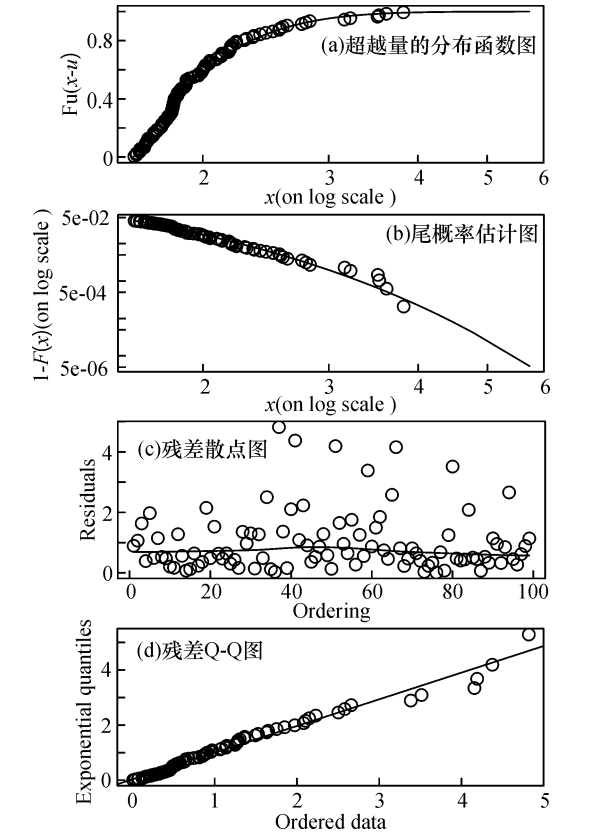 (a)超越量的分布函数图
Fu(x-u)
0.8
0.4
0
2 3 4 5 6
x(on log scale )
(b)尾概率估计图
1-F(x)(on log scale )
5e-02
5e-04
5e-06
2 3 4 5 6
x(on log scale )
(c)残差散点图
Residuals
4
2
0
0 20 40 60 80 100
Ordering
(d)残差Q-Q图
Exponential quantiles
4
2
0
0 1 2 3 4 5
Ordered data